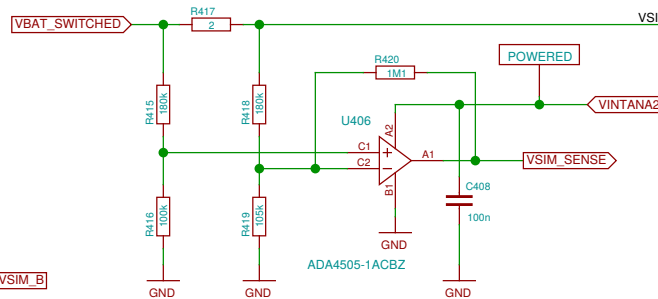 R417
VSI
VBAT_SWITCHED
2
R420
POWERED
1M1
R415
180k
R418
180k
U406
A2
VINTANA2
C1
A1
C2
VSIM_SENSE
B1
C408
R416
100k
R419
105k
100n
GND
ADA4505-1ACBZ
VSIM_B
GND
GND
GND